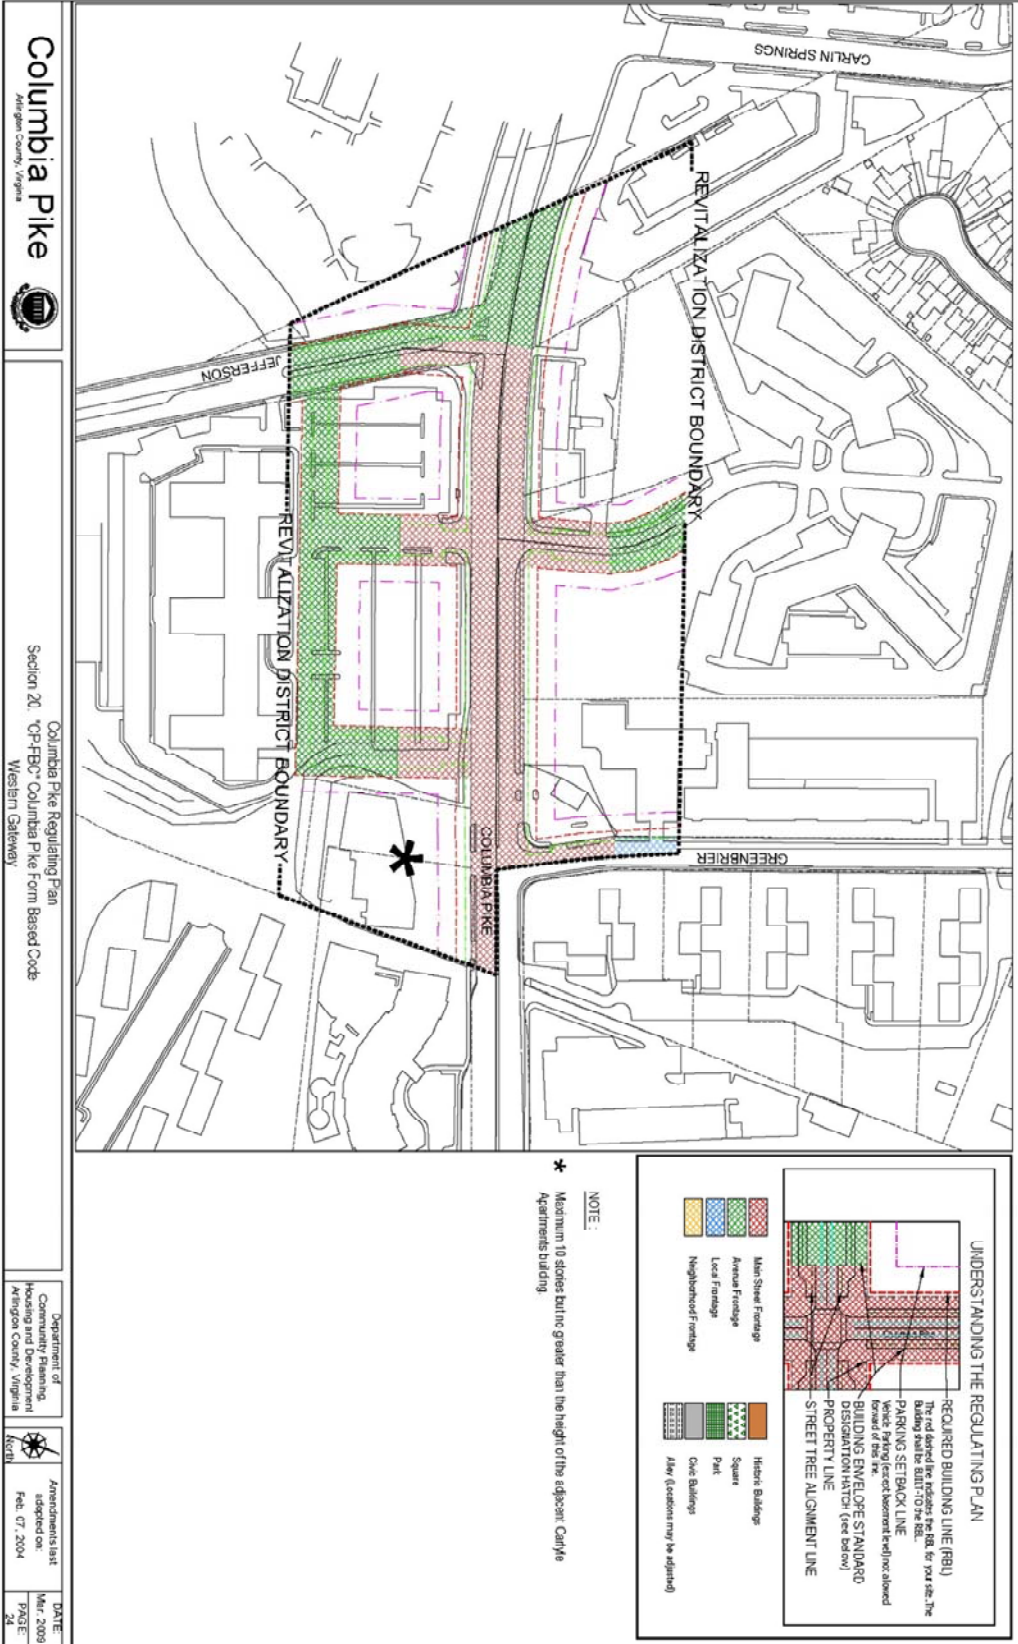 CARLIN SPRINGS
REVITALIZATION DISTRICT BOUNDARY
JEFFERSON
REVITALIZATION DISTRICT BOUNDARY
COLUMBIA PIKE
GREENBRIER
*
UNDERSTANDING THE REGULATING PLAN
REQUIRED BUILDING LINE (RBL)
The red dashed line indicates the RBL for your site. The
Building shall be BUILT-TO the RBL.
PARKING SETBACK LINE
Vehicle Parking (except basement level) not allowed
forward of this line.
BUILDING ENVELOPE STANDARD
DESIGNATION HATCH (see below)
PROPERTY LINE
STREET TREE ALIGNMENT LINE
Main Street Frontage
Avenue Frontage
Local Frontage
Neighborhood Frontage
Historic Buildings
Square
Park
Civic Buildings
Alley (Locations may be adjusted)
NOTE :
* Maximum 10 stories but no greater than the height of the adjacent Carlyle
Apartments building.
Columbia Pike
Arlington County, Virginia
Columbia Pike Regulating Plan
Section 20. "CP-FBC" Columbia Pike Form Based Code
Western Gateway
Department of
Community Planning,
Housing and Development
Arlington County, Virginia
North
Amendments last
adopted on:
Feb. 07, 2004
DATE:
Mar. 2009
PAGE:
24